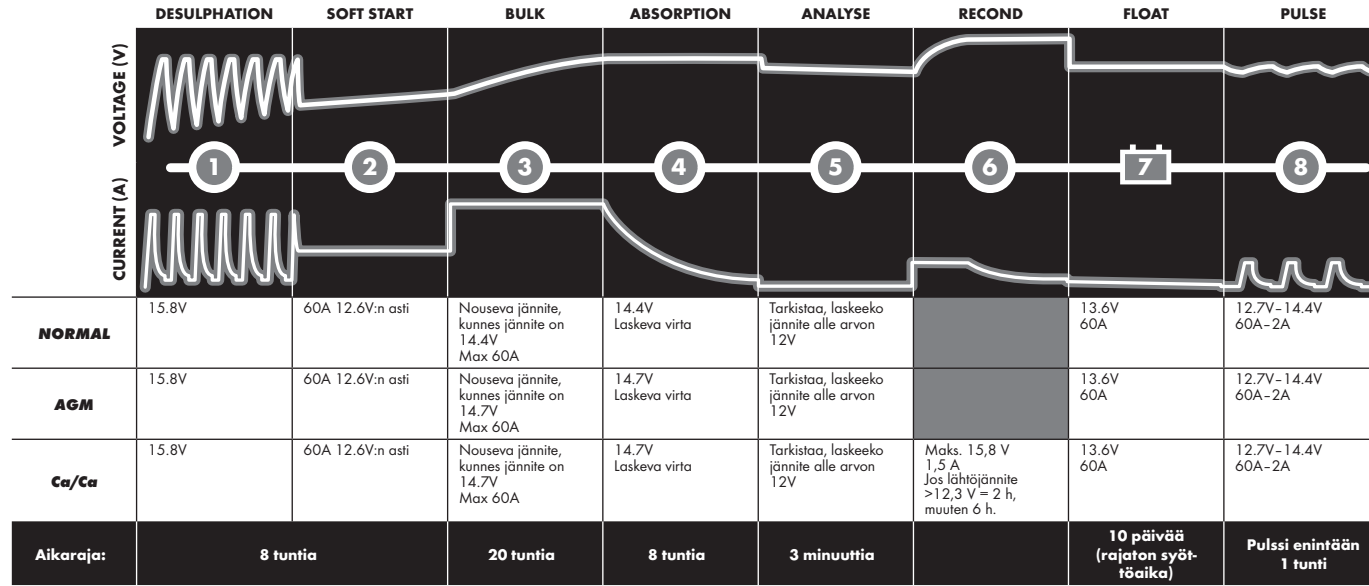 DESULPHATION SOFT START BULK ABSORPTION ANALYSE RECOND FLOAT PULSE
VOLTAGE (V)
CURRENT (A)
1 2 3 4 5 6 7 8
NORMAL
15.8V
60A 12.6V:n asti
Nouseva jännite,
kunnes jännite on
14.4V
Max 60A
14.4V
Laskeva virta
Tarkistaa, laskeeko
jännite alle arvon
12V
13.6V
60A
12.7V–14.4V
60A–2A
AGM
15.8V
60A 12.6V:n asti
Nouseva jännite,
kunnes jännite on
14.7V
Max 60A
14.7V
Laskeva virta
Tarkistaa, laskeeko
jännite alle arvon
12V
13.6V
60A
12.7V–14.4V
60A–2A
Ca/Ca
15.8V
60A 12.6V:n asti
Nouseva jännite,
kunnes jännite on
14.7V
Max 60A
14.7V
Laskeva virta
Tarkistaa, laskeeko
jännite alle arvon
12V
Maks. 15,8 V
1,5 A
Jos lähtöjännite
>12,3 V = 2 h,
muuten 6 h.
13.6V
60A
12.7V–14.4V
60A–2A
Aikaraja:
8 tuntia
20 tuntia
8 tuntia
3 minuuttia
10 päivää
(rajaton syöt-
töaika)
Pulssi enintään
1 tunti